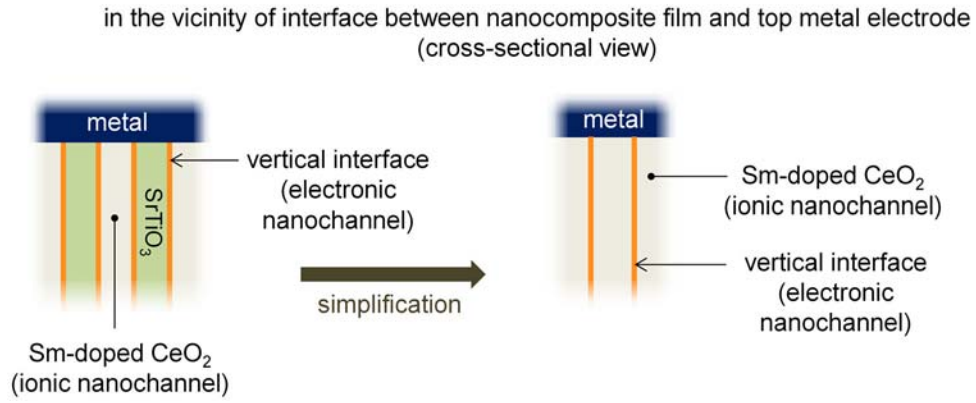 in the vicinity of interface between nanocomposite film and top metal electrode
(cross-sectional view)
metal
vertical interface
(electronic
nanochannel)
SrTiO₃
Sm-doped CeO₂
(ionic nanochannel)
simplification
metal
Sm-doped CeO₂
(ionic nanochannel)
vertical interface
(electronic
nanochannel)